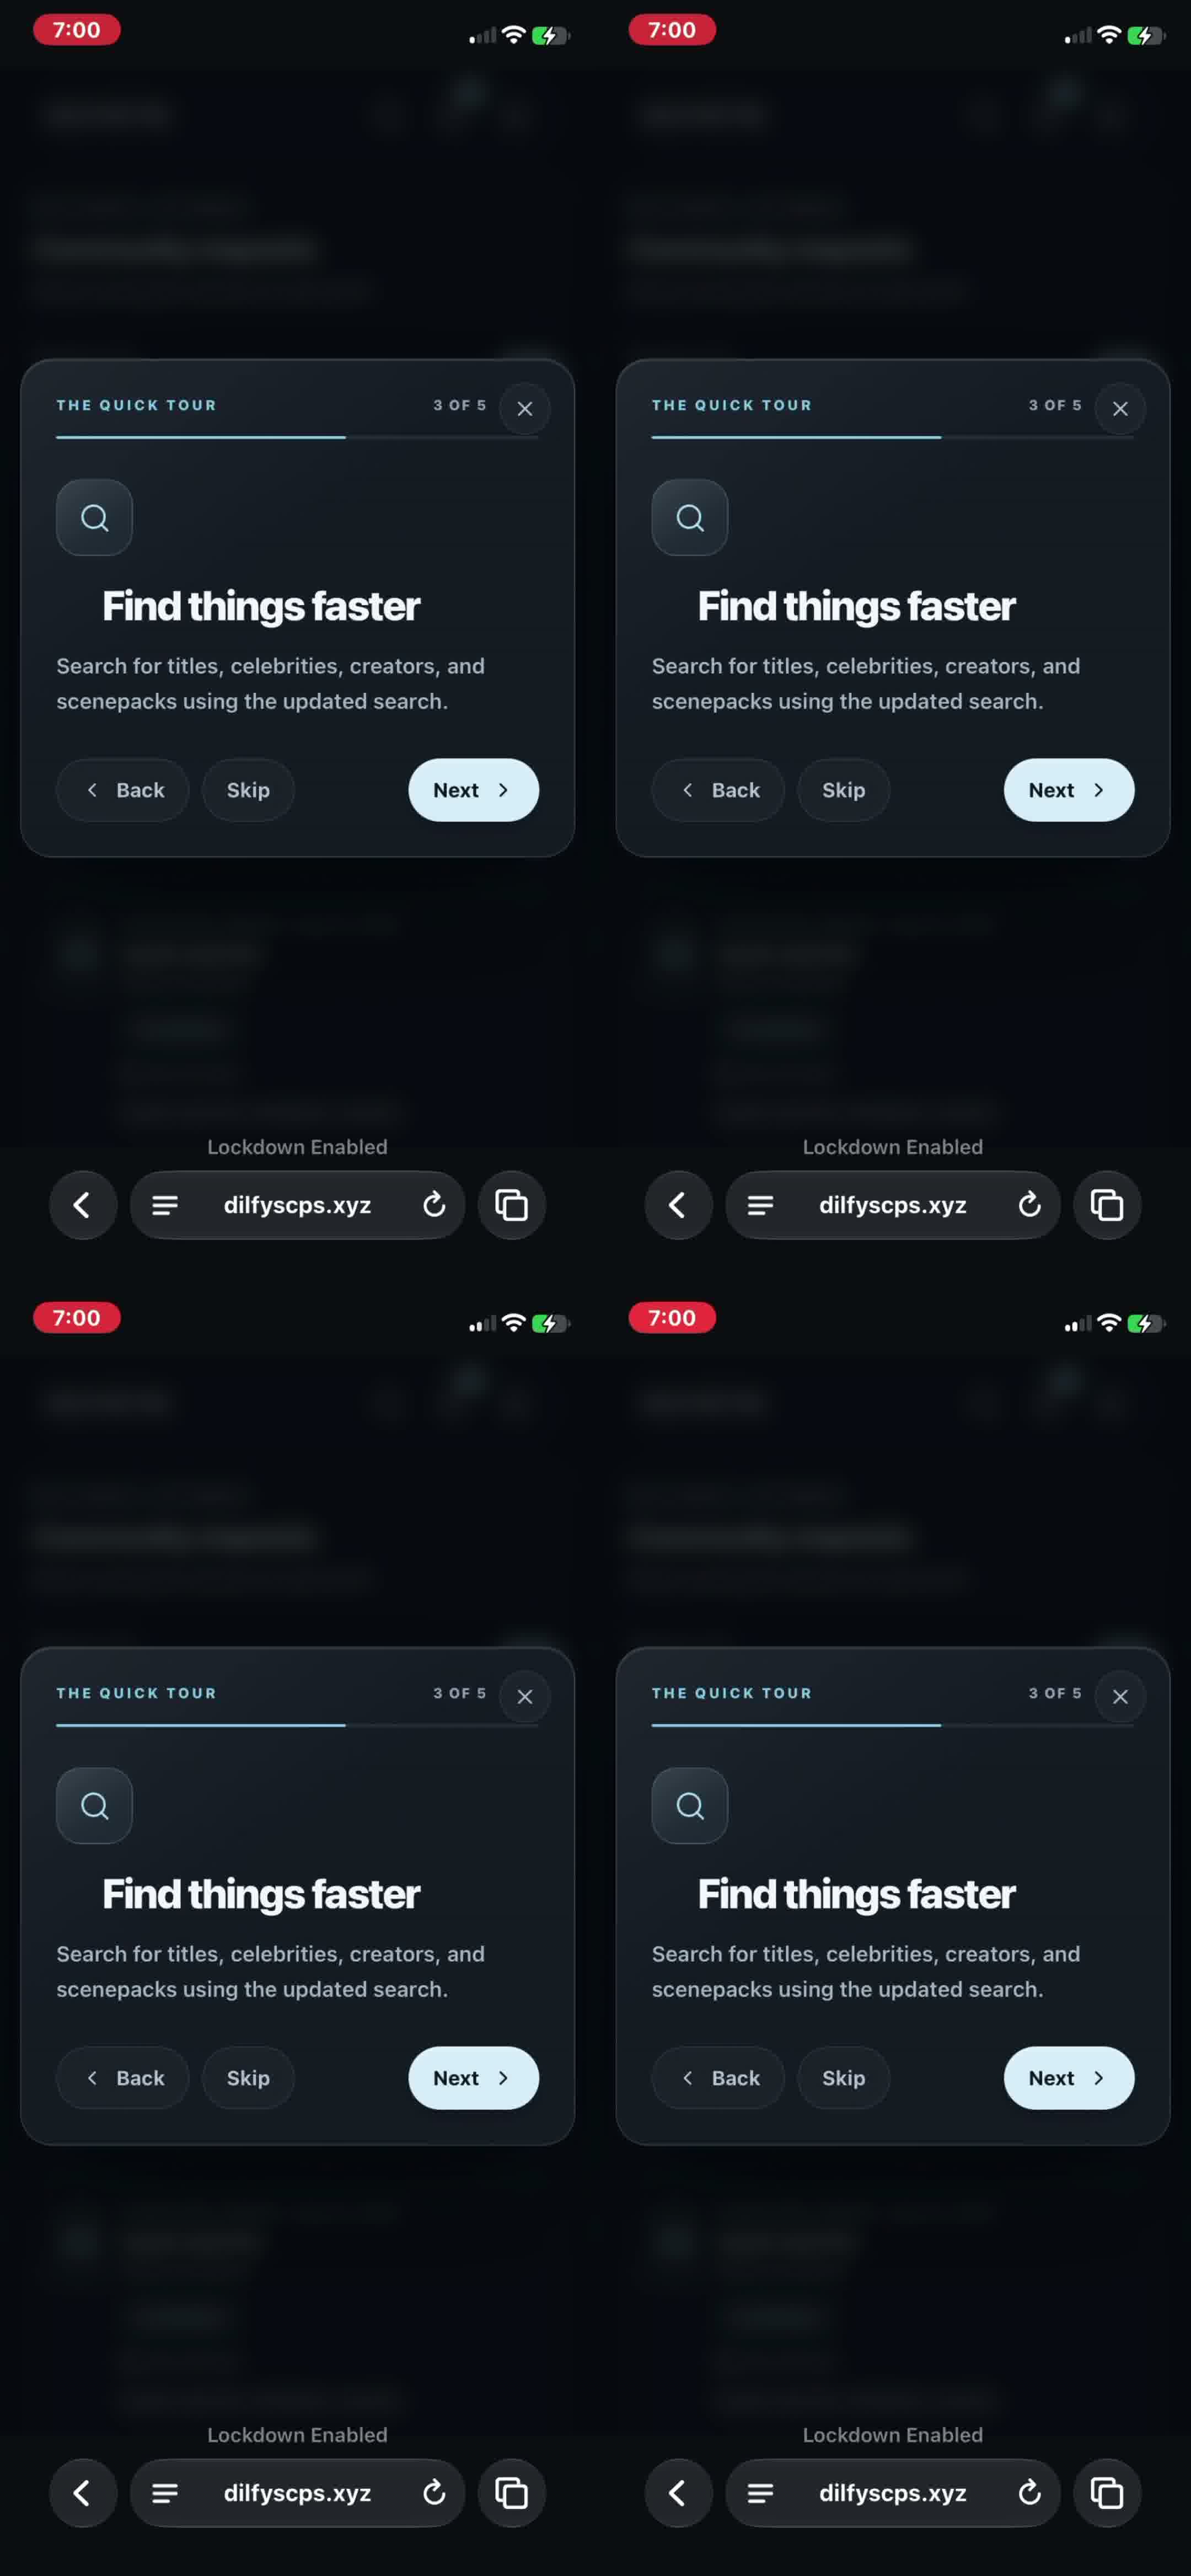 7:00
THE QUICK TOUR
3 OF 5
Find things faster
Search for titles, celebrities, creators, and
scenepacks using the updated search.
Back
Skip
Next
Lockdown Enabled
dilfyscps.xyz
7:00
THE QUICK TOUR
3 OF 5
Find things faster
Search for titles, celebrities, creators, and
scenepacks using the updated search.
Back
Skip
Next
Lockdown Enabled
dilfyscps.xyz
7:00
THE QUICK TOUR
3 OF 5
Find things faster
Search for titles, celebrities, creators, and
scenepacks using the updated search.
Back
Skip
Next
Lockdown Enabled
dilfyscps.xyz
7:00
THE QUICK TOUR
3 OF 5
Find things faster
Search for titles, celebrities, creators, and
scenepacks using the updated search.
Back
Skip
Next
Lockdown Enabled
dilfyscps.xyz